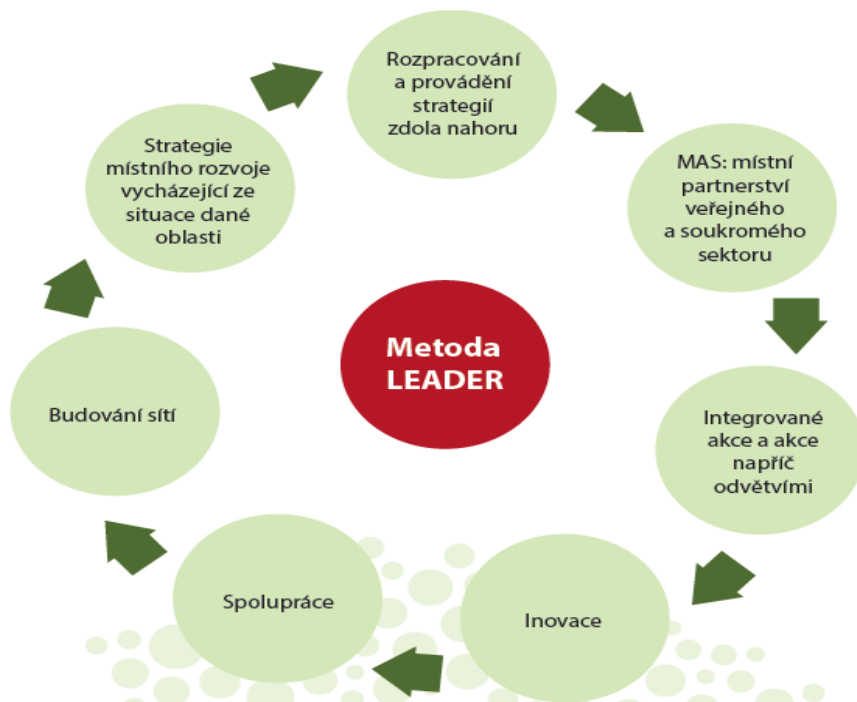 Rozpracování
a provádění
strategií
zdola nahoru
MAS: místní
partnerství
veřejného
a soukromého
sektoru
Integrované
akce a akce
napříč
odvětvími
Inovace
Spolupráce
Budování sítí
Strategie
místního rozvoje
vycházející ze
situace dané
oblasti
Metoda
LEADER